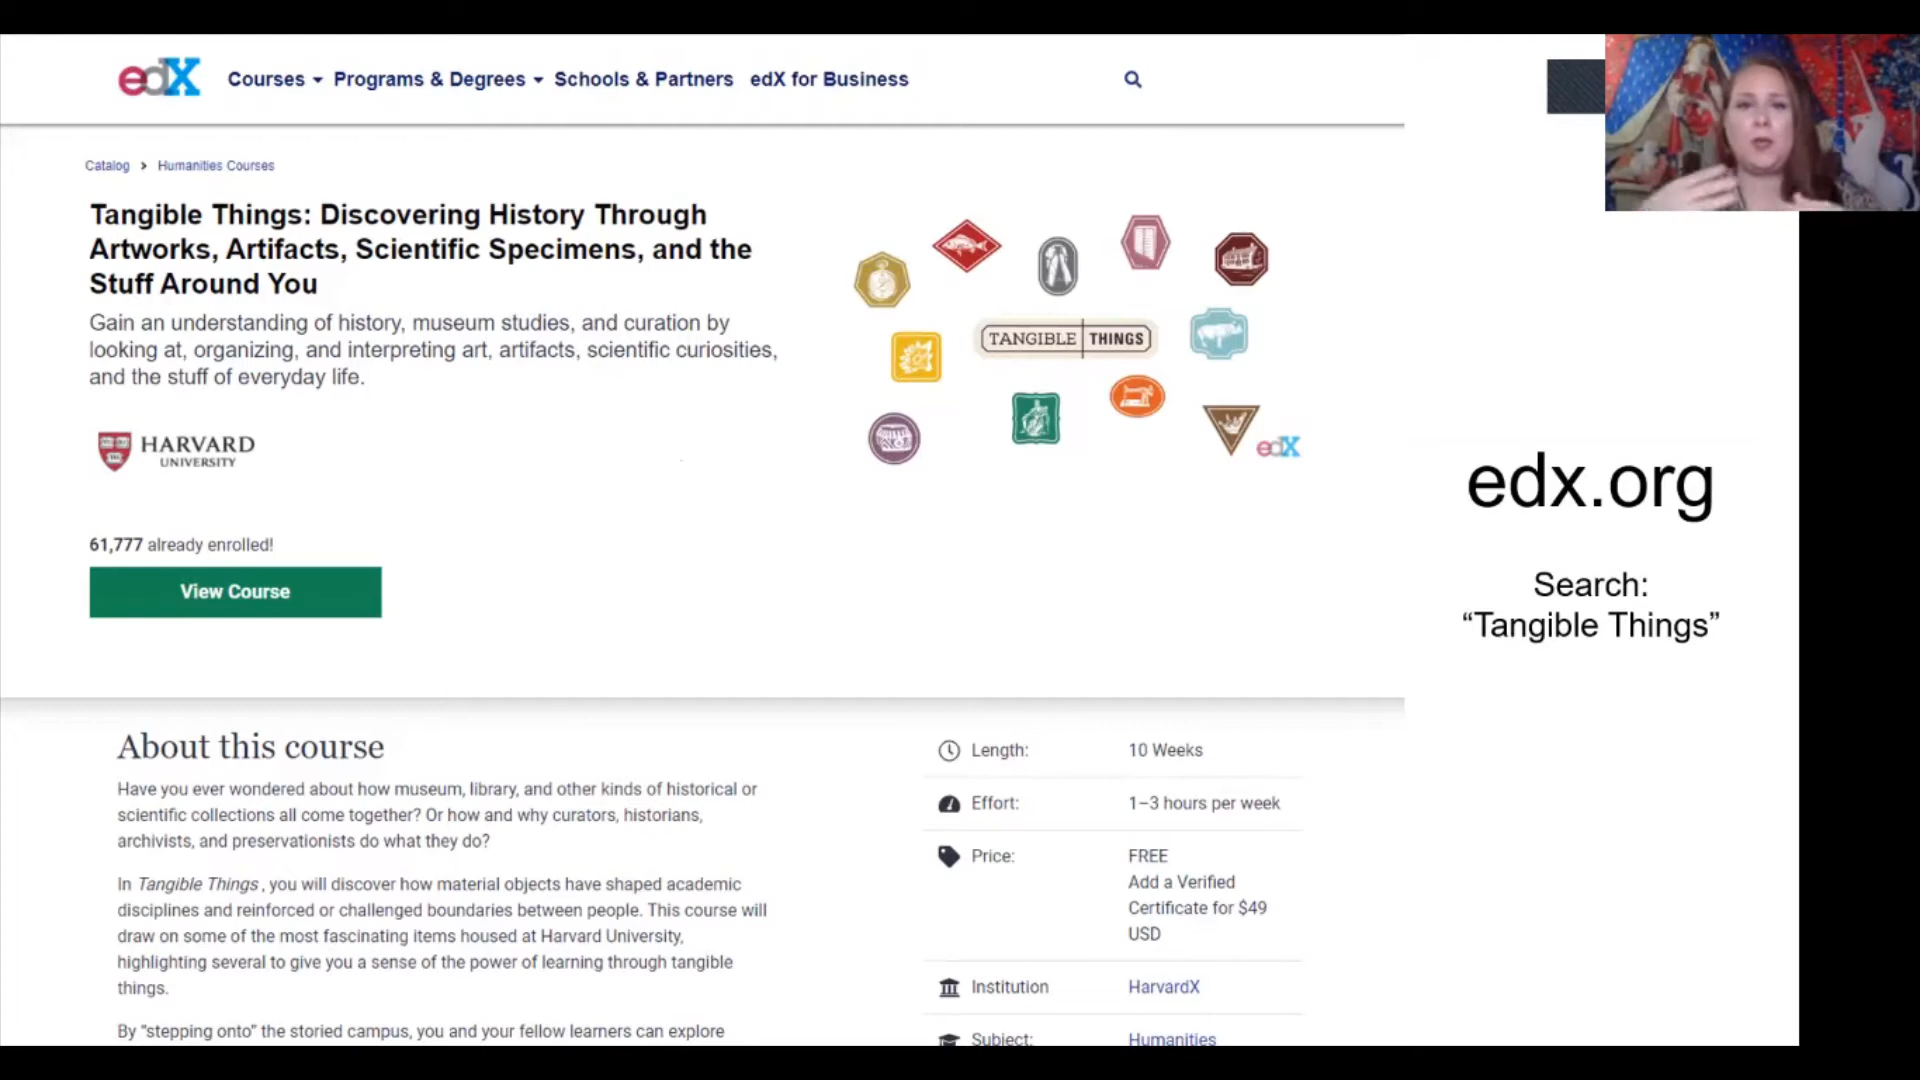 edX Courses Programs & Degrees Schools & Partners edX for Business
Catalog > Humanities Courses
Tangible Things: Discovering History Through
Artworks, Artifacts, Scientific Specimens, and the
Stuff Around You
Gain an understanding of history, museum studies, and curation by
looking at, organizing, and interpreting art, artifacts, scientific curiosities,
and the stuff of everyday life.
HARVARD
UNIVERSITY
61,777 already enrolled!
View Course
TANGIBLE THINGS
edX
edx.org
Search:
“Tangible Things”
About this course
Have you ever wondered about how museum, library, and other kinds of historical or
scientific collections all come together? Or how and why curators, historians,
archivists, and preservationists do what they do?
In Tangible Things, you will discover how material objects have shaped academic
disciplines and reinforced or challenged boundaries between people. This course will
draw on some of the most fascinating items housed at Harvard University,
highlighting several to give you a sense of the power of learning through tangible
things.
By “stepping onto” the storied campus, you and your fellow learners can explore
Length: 10 Weeks
Effort: 1–3 hours per week
Price: FREE
Add a Verified
Certificate for $49
USD
Institution HarvardX
Subject: Humanities